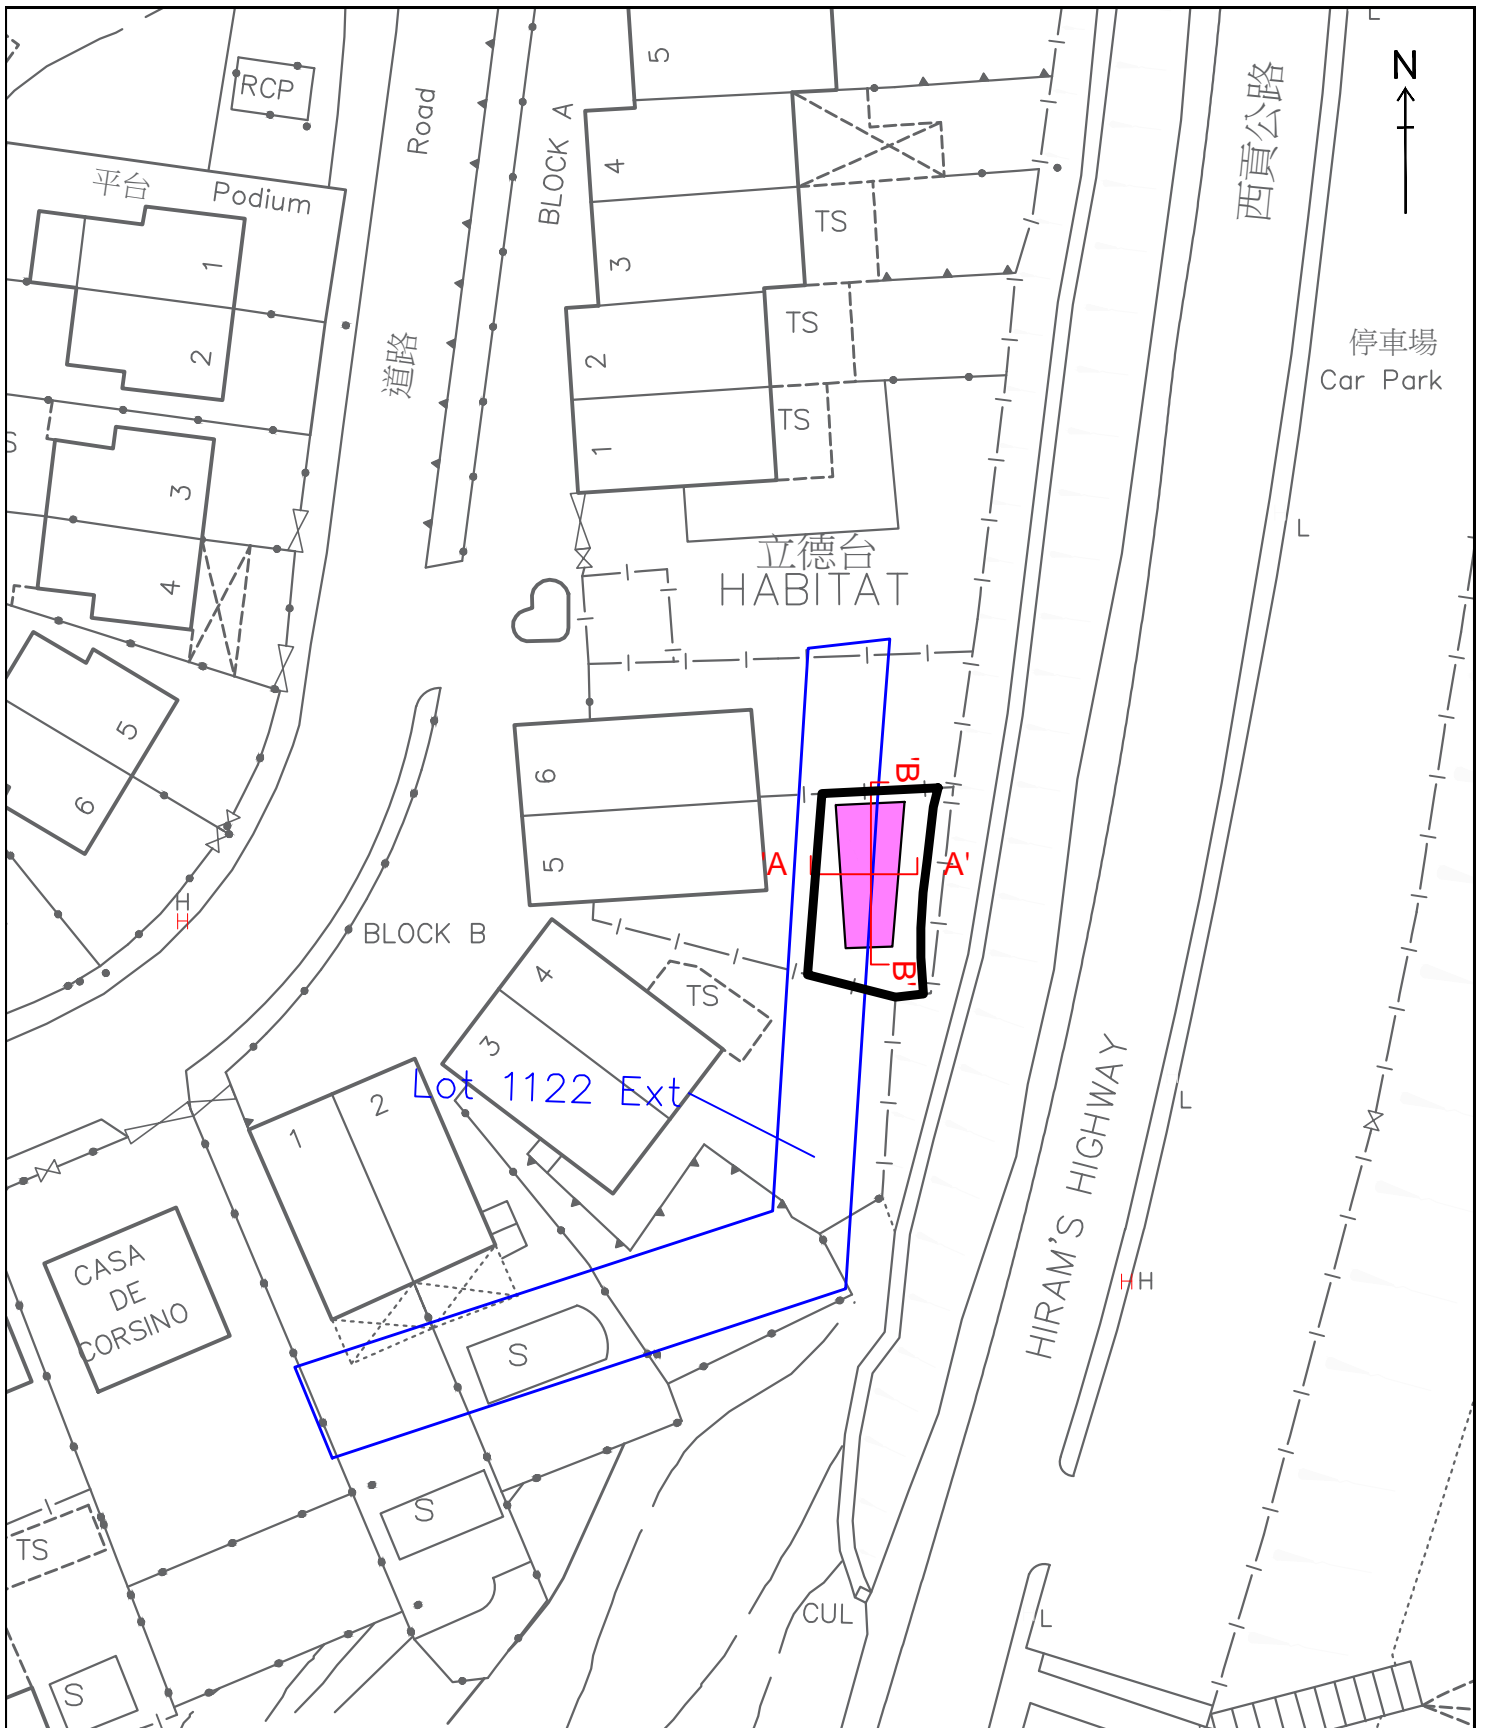 L
5
N
RCP
Road
BLOCK A
西貢公路
4
平台
Podium
TS
1
3
TS
2
道路
2
停車場
Car Park
TS
S
1
3
L
立德台
HABITAT
4
5
6
6
'B
5
'A
A'
H
H
BLOCK B
B'
4
TS
3
Lot 1122 Ext
2
1
L
HIRAM'S HIGHWAY
CASA
DE
CORSINO
H
H
S
S
TS
CUL
L
S